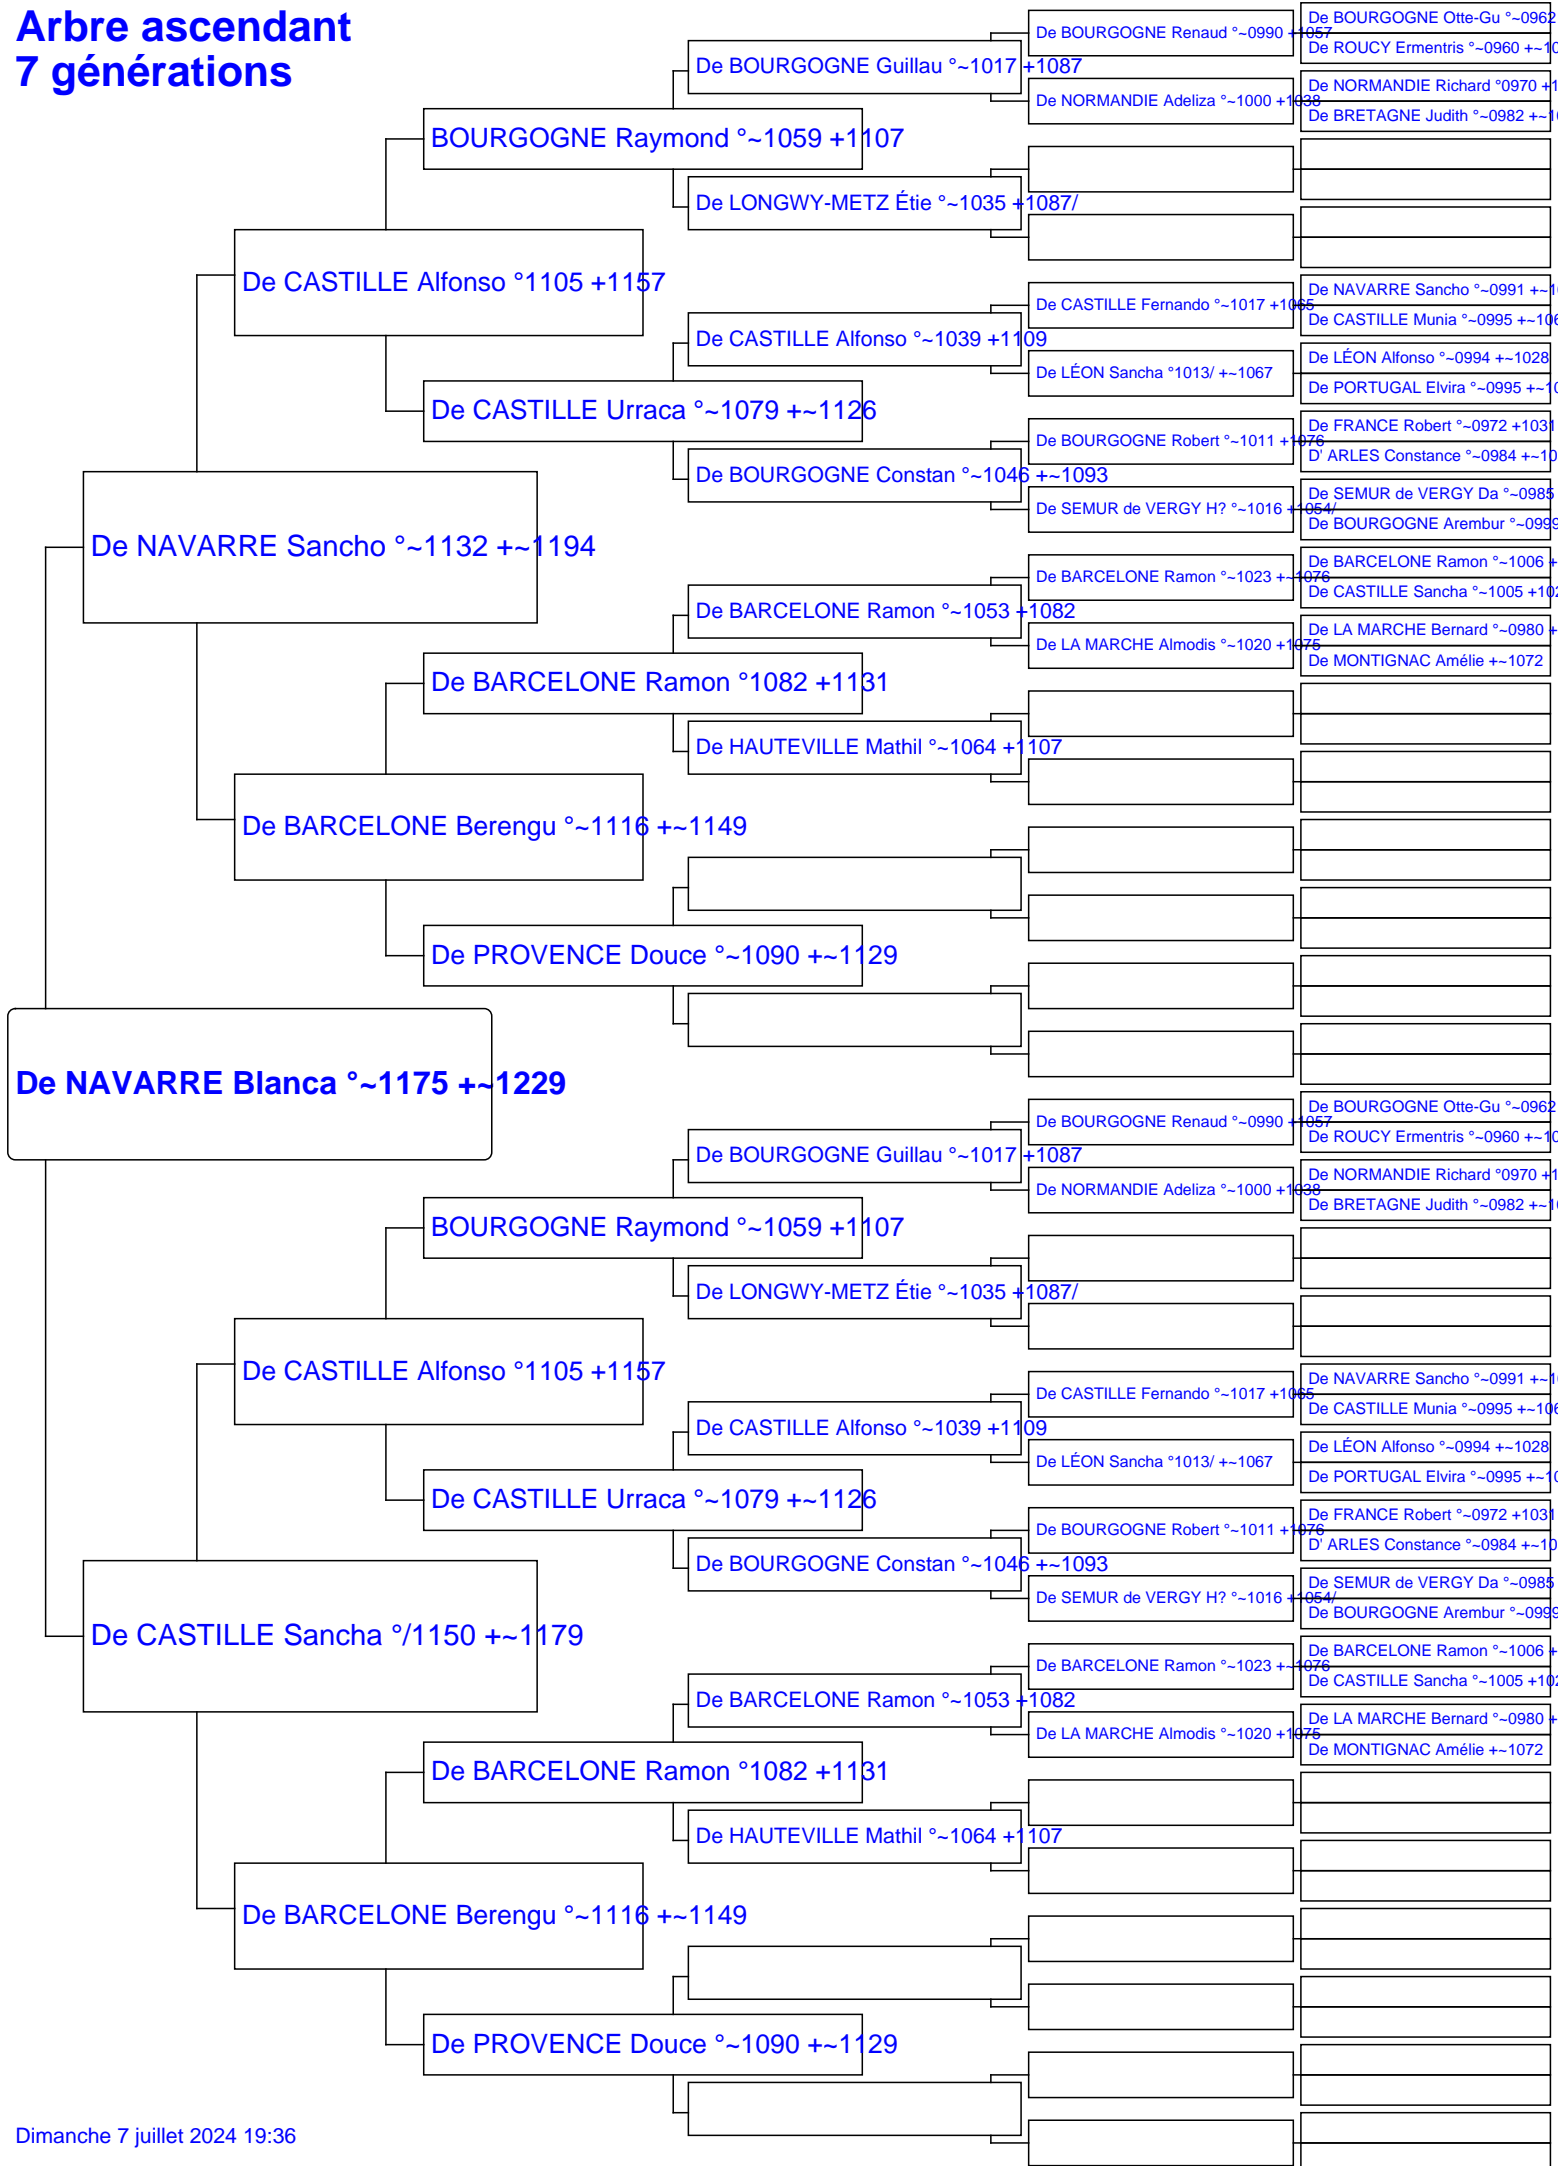 Arbre ascendant
7 générations
De BOURGOGNE Otte-Gu °~0962
De BOURGOGNE Renaud °~0990 +1057
De ROUCY Ermentris °~0960 +~10
De BOURGOGNE Guillau °~1017 +1087
De NORMANDIE Richard °0970 +1
De NORMANDIE Adeliza °~1000 +1038
De BRETAGNE Judith °~0982 +~10
BOURGOGNE Raymond °~1059 +1107
De LONGWY-METZ Étie °~1035 +1087/
De CASTILLE Alfonso °1105 +1157
De NAVARRE Sancho °~0991 +~10
De CASTILLE Fernando °~1017 +1065
De CASTILLE Munia °~0995 +~106
De CASTILLE Alfonso °~1039 +1109
De LÉON Alfonso °~0994 +~1028
De LÉON Sancha °1013/ +~1067
De PORTUGAL Elvira °~0995 +~10
De CASTILLE Urraca °~1079 +~1126
De FRANCE Robert °~0972 +1031
De BOURGOGNE Robert °~1011 +1076
D' ARLES Constance °~0984 +~10
De BOURGOGNE Constan °~1046 +~1093
De SEMUR de VERGY Da °~0985
De SEMUR de VERGY H? °~1016 +1054/
De BOURGOGNE Arembur °~0999
De NAVARRE Sancho °~1132 +~1194
De BARCELONE Ramon °~1006 +
De BARCELONE Ramon °~1023 +~1076
De CASTILLE Sancha °~1005 +102
De BARCELONE Ramon °~1053 +1082
De LA MARCHE Bernard °~0980 +
De LA MARCHE Almodis °~1020 +1075
De MONTIGNAC Amélie +~1072
De BARCELONE Ramon °1082 +1131
De HAUTEVILLE Mathil °~1064 +1107
De BARCELONE Berengu °~1116 +~1149
De PROVENCE Douce °~1090 +~1129
De NAVARRE Blanca °~1175 +~1229
De BOURGOGNE Otte-Gu °~0962
De BOURGOGNE Renaud °~0990 +1057
De ROUCY Ermentris °~0960 +~10
De BOURGOGNE Guillau °~1017 +1087
De NORMANDIE Richard °0970 +1
De NORMANDIE Adeliza °~1000 +1038
De BRETAGNE Judith °~0982 +~10
BOURGOGNE Raymond °~1059 +1107
De LONGWY-METZ Étie °~1035 +1087/
De CASTILLE Alfonso °1105 +1157
De NAVARRE Sancho °~0991 +~10
De CASTILLE Fernando °~1017 +1065
De CASTILLE Munia °~0995 +~106
De CASTILLE Alfonso °~1039 +1109
De LÉON Alfonso °~0994 +~1028
De LÉON Sancha °1013/ +~1067
De PORTUGAL Elvira °~0995 +~10
De CASTILLE Urraca °~1079 +~1126
De FRANCE Robert °~0972 +1031
De BOURGOGNE Robert °~1011 +1076
D' ARLES Constance °~0984 +~10
De BOURGOGNE Constan °~1046 +~1093
De SEMUR de VERGY Da °~0985
De SEMUR de VERGY H? °~1016 +1054/
De BOURGOGNE Arembur °~0999
De CASTILLE Sancha °/1150 +~1179
De BARCELONE Ramon °~1006 +
De BARCELONE Ramon °~1023 +~1076
De CASTILLE Sancha °~1005 +102
De BARCELONE Ramon °~1053 +1082
De LA MARCHE Bernard °~0980 +
De LA MARCHE Almodis °~1020 +1075
De MONTIGNAC Amélie +~1072
De BARCELONE Ramon °1082 +1131
De HAUTEVILLE Mathil °~1064 +1107
De BARCELONE Berengu °~1116 +~1149
De PROVENCE Douce °~1090 +~1129
Dimanche 7 juillet 2024 19:36